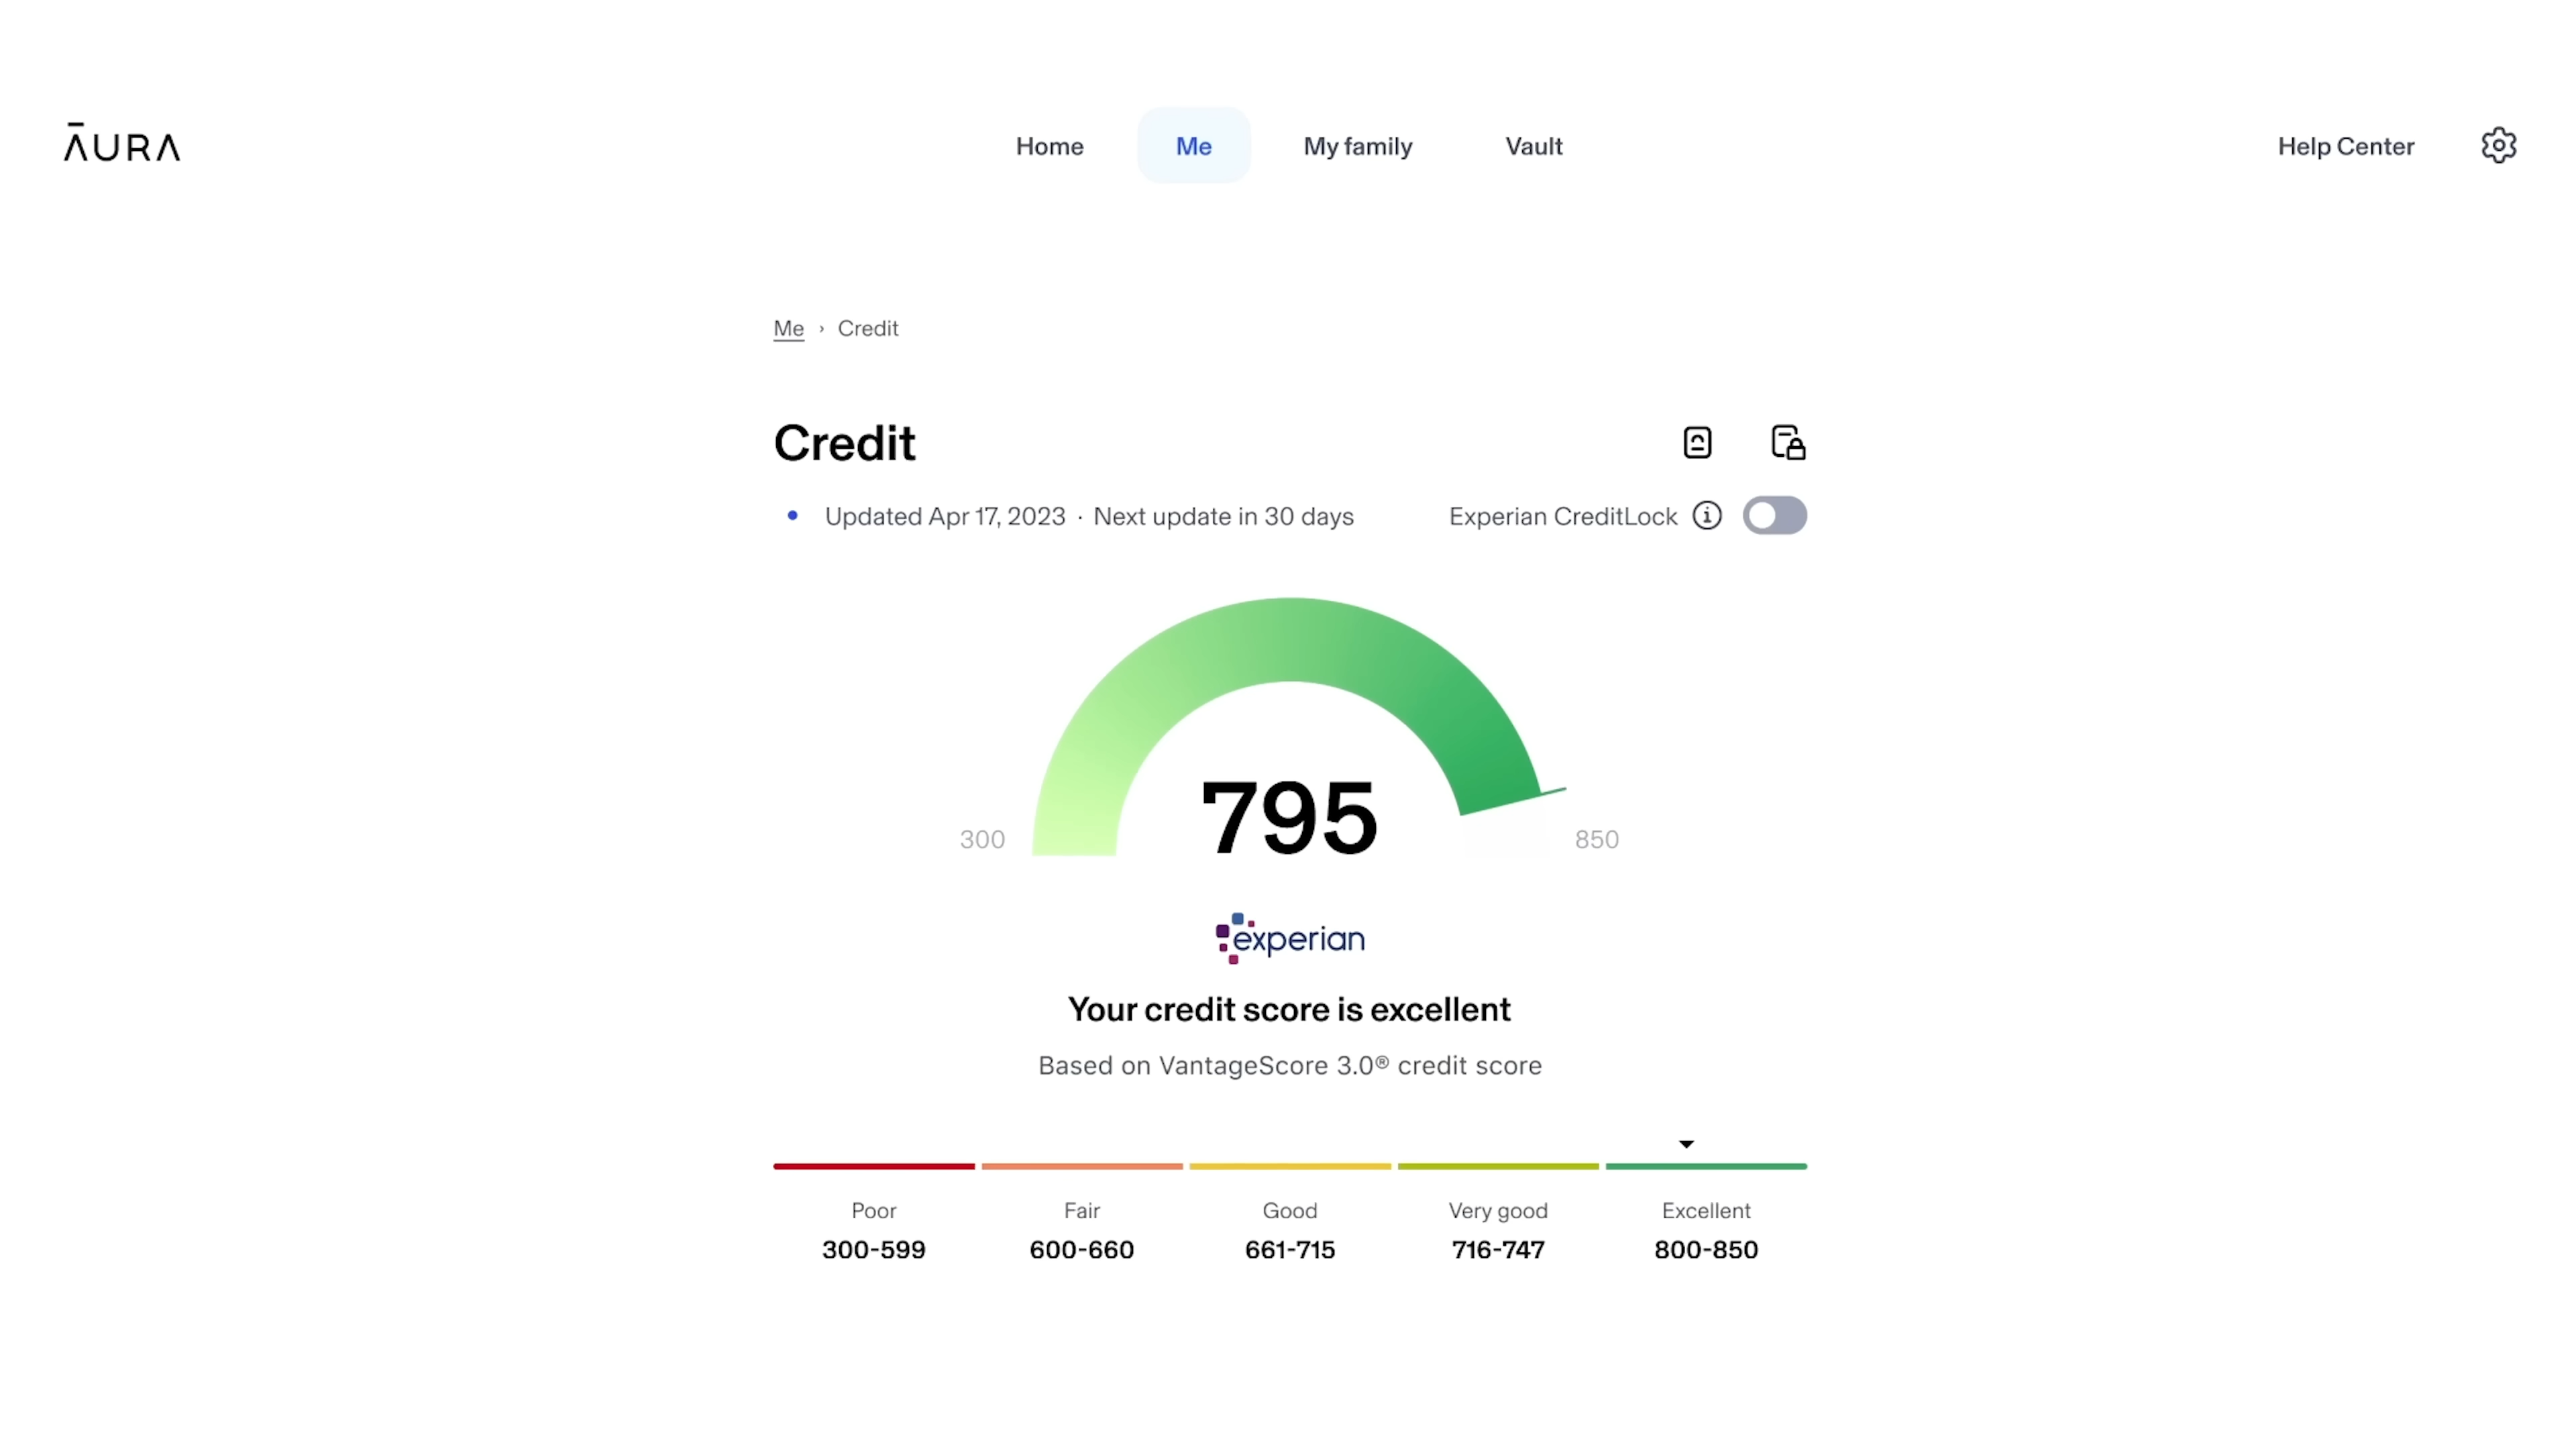 ĀURA
Home Me My family Vault
Help Center
Me › Credit
Credit
Updated Apr 17, 2023 · Next update in 30 days
Experian CreditLock
300 795 850
experian
Your credit score is excellent
Based on VantageScore 3.0® credit score
Poor Fair Good Very good Excellent
300-599 600-660 661-715 716-747 800-850